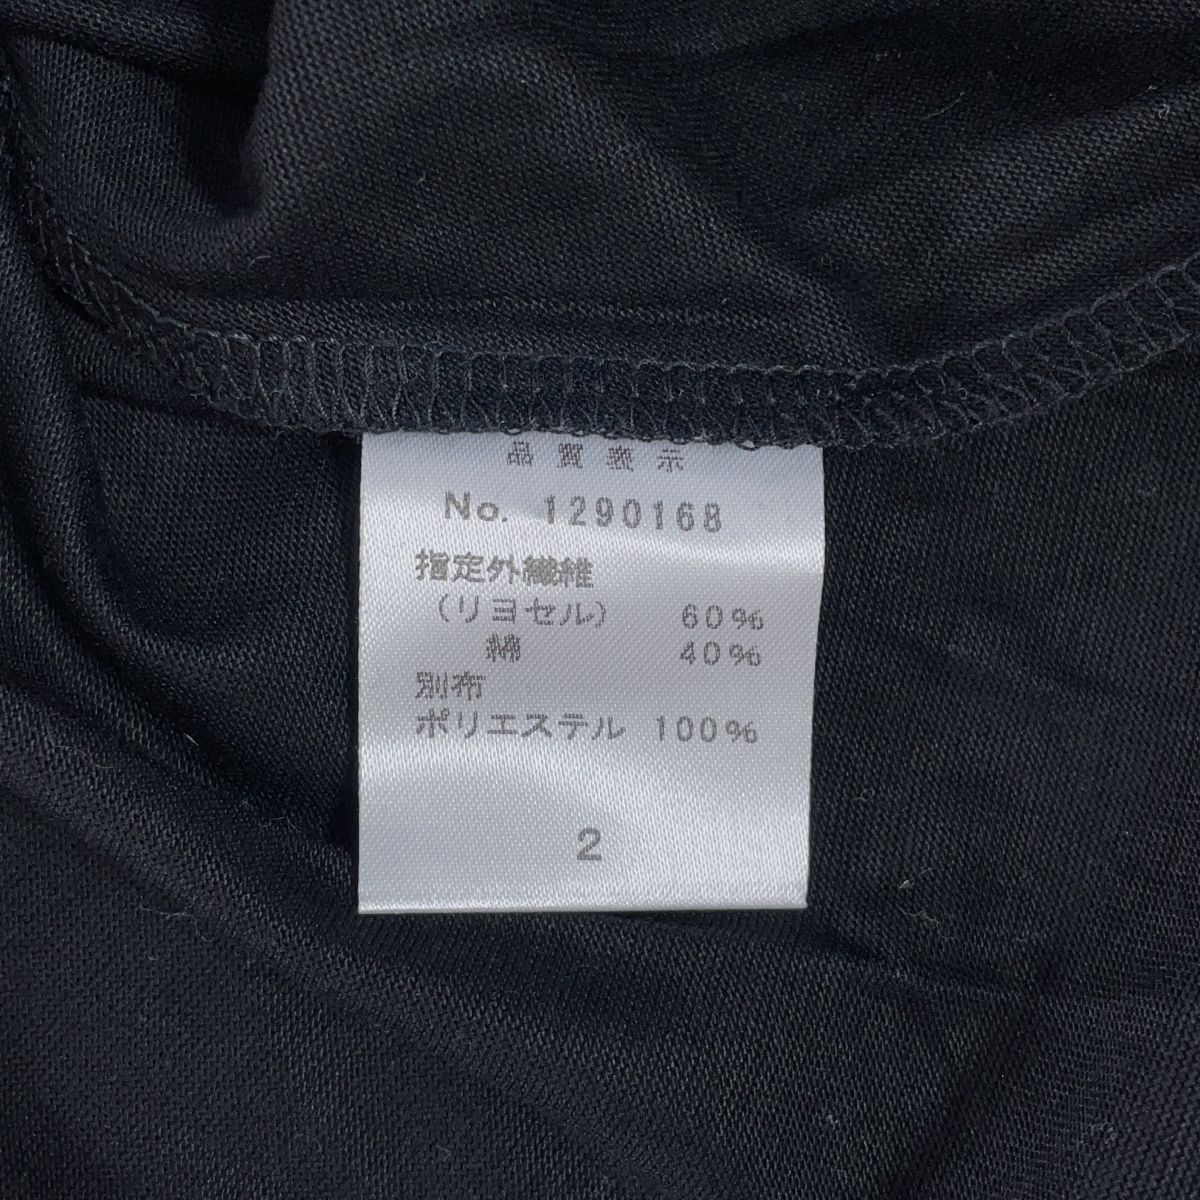 品質表示
No. 1290168
指定外繊維
(リヨセル) 60%
綿 40%
別布
ポリエステル 100%
2